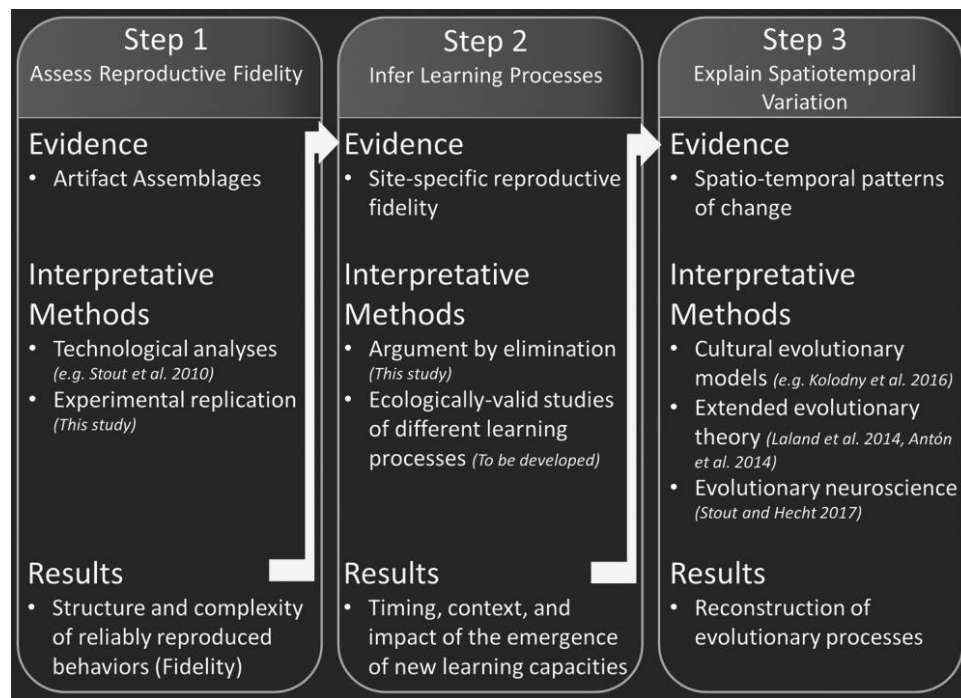 Step 1
Assess Reproductive Fidelity
Evidence
• Artifact Assemblages
Interpretative
Methods
• Technological analyses
(e.g. Stout et al. 2010)
• Experimental replication
(This study)
Results
• Structure and complexity
of reliably reproduced
behaviors (Fidelity)
Step 2
Infer Learning Processes
Evidence
• Site-specific reproductive
fidelity
Interpretative
Methods
• Argument by elimination
(This study)
• Ecologically-valid studies
of different learning
processes (To be developed)
Results
• Timing, context, and
impact of the emergence
of new learning capacities
Step 3
Explain Spatiotemporal
Variation
Evidence
• Spatio-temporal patterns
of change
Interpretative
Methods
• Cultural evolutionary
models (e.g. Kolodny et al. 2016)
• Extended evolutionary
theory (Laland et al. 2014, Antón
et al. 2014)
• Evolutionary neuroscience
(Stout and Hecht 2017)
Results
• Reconstruction of
evolutionary processes